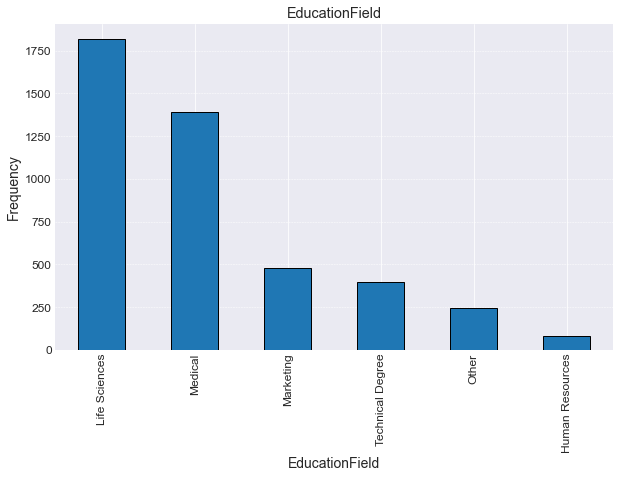 EducationField
1750
1500
1250
1000
750
500
250
0
Frequency
Life Sciences
Medical
Marketing
Technical Degree
Other
Human Resources
EducationField